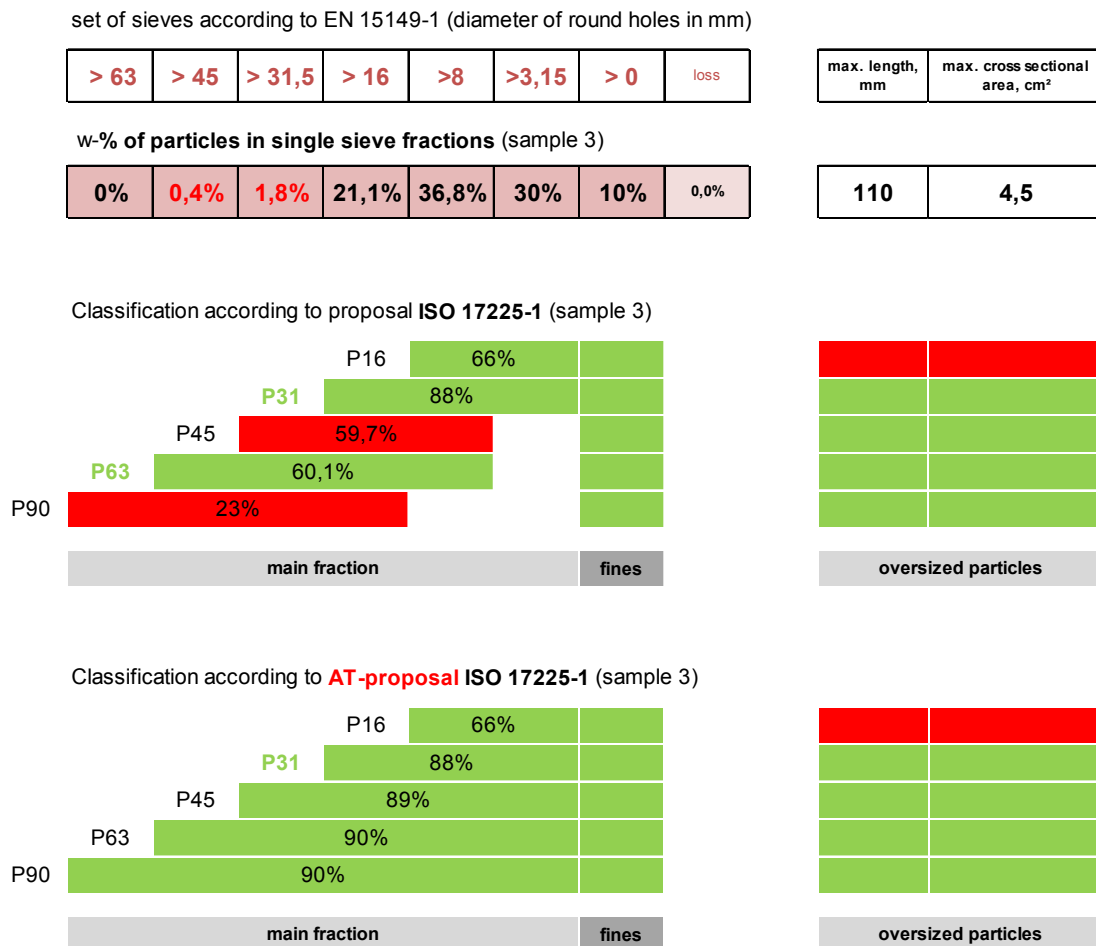 set of sieves according to EN 15149-1 (diameter of round holes in mm)
> 63 > 45 > 31,5 > 16 >8 >3,15 > 0 loss
max. length, mm
max. cross sectional area, cm²
w-% of particles in single sieve fractions (sample 3)
0% 0,4% 1,8% 21,1% 36,8% 30% 10% 0,0% 110 4,5
Classification according to proposal ISO 17225-1 (sample 3)
P16 66%
P31 88%
P45 59,7%
P63 60,1%
P90 23%
main fraction fines oversized particles
Classification according to AT-proposal ISO 17225-1 (sample 3)
P16 66%
P31 88%
P45 89%
P63 90%
P90 90%
main fraction fines oversized particles